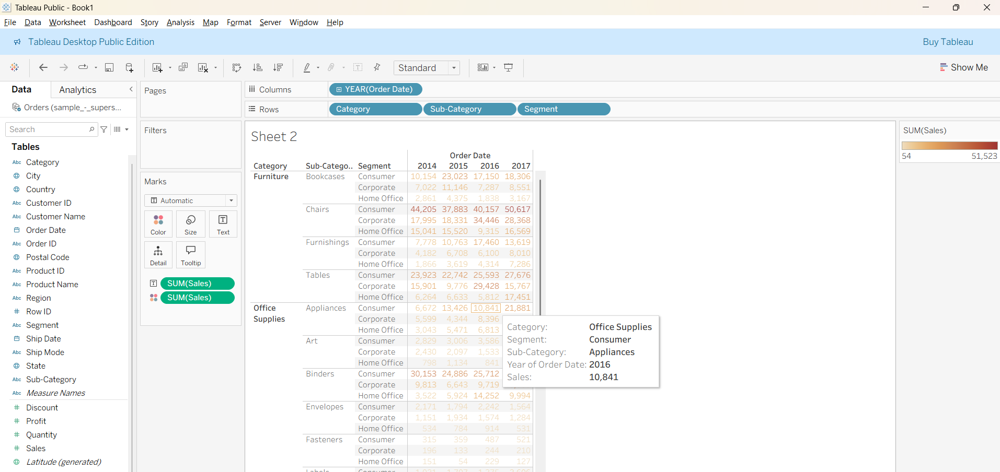 Tableau Public - Book1
File Data Worksheet Dashboard Story Analysis Map Format Server Window Help
Tableau Desktop Public Edition Buy Tableau
Standard Show Me
Data Analytics
Orders (sample_-_supers...
Search
Tables
Abc Category
City
Country
Abc Customer ID
Abc Customer Name
Order Date
Abc Order ID
Postal Code
Abc Product ID
Abc Product Name
Abc Region
# Row ID
Abc Segment
Ship Date
Abc Ship Mode
State
Abc Sub-Category
Abc Measure Names
# Discount
# Profit
# Quantity
# Sales
Latitude (generated)
Pages
Filters
Marks
T Automatic
Color Size Text
Detail Tooltip
T SUM(Sales)
SUM(Sales)
Columns YEAR(Order Date)
Rows Category Sub-Category Segment
Sheet 2
Order Date
Category Sub-Catego.. Segment 2014 2015 2016 2017
Furniture Bookcases Consumer 10,154 23,023 17,150 18,306
Corporate 7,022 11,146 7,287 8,551
Home Office 2,861 4,375 1,838 3,167
Chairs Consumer 44,205 37,883 40,157 50,617
Corporate 17,995 18,331 34,446 28,368
Home Office 15,041 15,520 9,315 16,569
Furnishings Consumer 7,778 10,763 17,460 13,619
Corporate 4,182 6,708 6,100 8,010
Home Office 1,866 3,619 4,314 7,286
Tables Consumer 23,923 22,742 25,593 27,676
Corporate 15,901 9,776 29,428 15,767
Home Office 6,264 6,633 5,812 17,451
Office Appliances Consumer 6,672 13,426 10,841 21,881
Supplies Corporate 5,599 4,344 8,396
Home Office 3,043 5,471 6,813
Art Consumer 2,829 3,006 3,586
Corporate 2,430 2,097 1,533
Home Office 798 1,134 841
Binders Consumer 30,153 24,886 25,712
Corporate 9,813 6,643 9,719
Home Office 3,522 5,924 14,252 9,994
Envelopes Consumer 2,171 1,794 2,242 1,564
Corporate 1,151 1,934 1,574 1,284
Home Office 534 784 914 531
Fasteners Consumer 315 359 487 521
Corporate 196 133 244 210
Home Office 151 54 229 127
Labels Consumer
Category: Office Supplies
Segment: Consumer
Sub-Category: Appliances
Year of Order Date: 2016
Sales: 10,841
SUM(Sales)
54 51,523